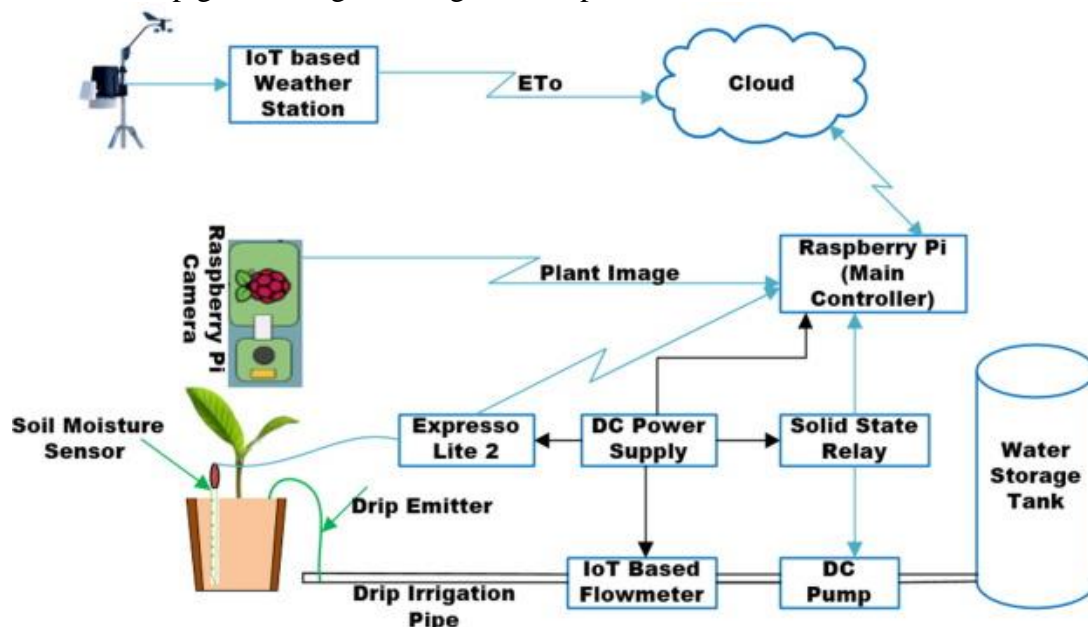 IoT based
Weather
Station
ETo
Cloud
Raspberry Pi
Camera
Plant Image
Raspberry Pi
(Main
Controller)
Soil Moisture
Sensor
Expresso
Lite 2
DC Power
Supply
Solid State
Relay
Water
Storage
Tank
Drip Emitter
IoT Based
Flowmeter
DC
Pump
Drip Irrigation
Pipe